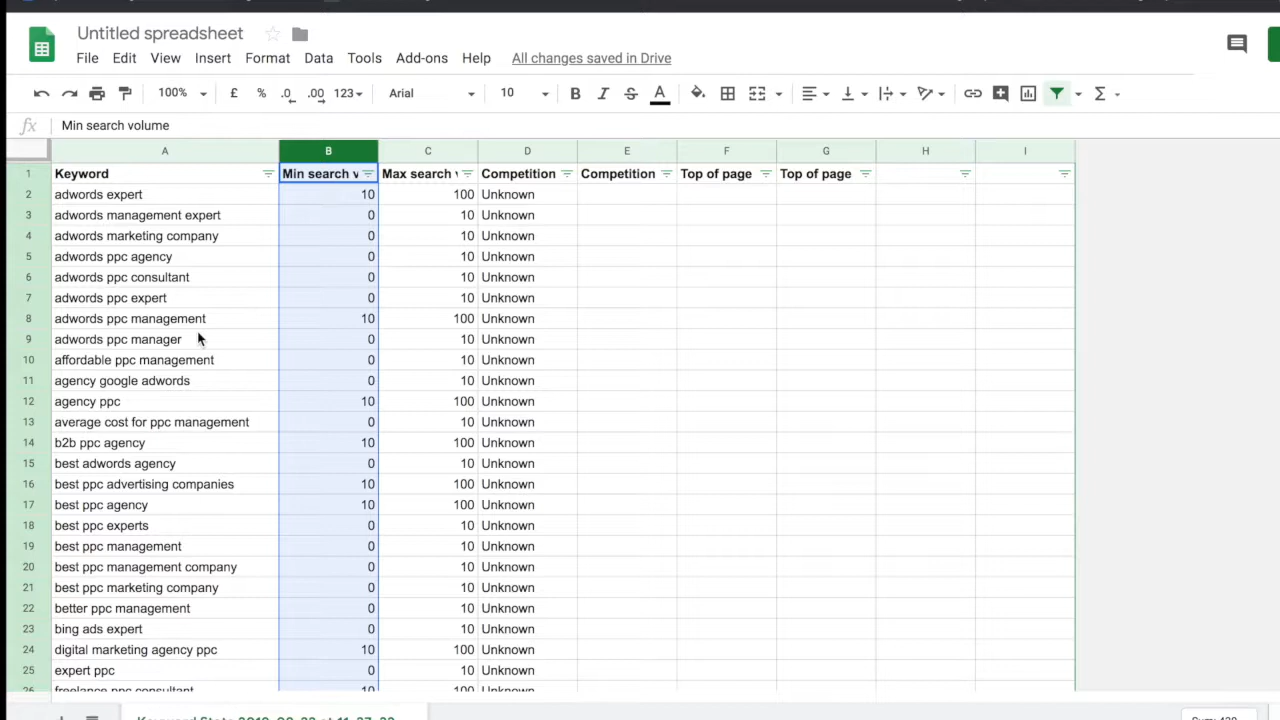 Untitled spreadsheet
File Edit View Insert Format Data Tools Add-ons Help All changes saved in Drive
100% £ % .0 .00 123 Arial 10 B I S A Σ
fx Min search volume
A B C D E F G H I
1 Keyword Min search v Max search v Competition Competition Top of page Top of page
2 adwords expert 10 100 Unknown
3 adwords management expert 0 10 Unknown
4 adwords marketing company 0 10 Unknown
5 adwords ppc agency 0 10 Unknown
6 adwords ppc consultant 0 10 Unknown
7 adwords ppc expert 0 10 Unknown
8 adwords ppc management 10 100 Unknown
9 adwords ppc manager 0 10 Unknown
10 affordable ppc management 0 10 Unknown
11 agency google adwords 0 10 Unknown
12 agency ppc 10 100 Unknown
13 average cost for ppc management 0 10 Unknown
14 b2b ppc agency 10 100 Unknown
15 best adwords agency 0 10 Unknown
16 best ppc advertising companies 10 100 Unknown
17 best ppc agency 10 100 Unknown
18 best ppc experts 0 10 Unknown
19 best ppc management 0 10 Unknown
20 best ppc management company 0 10 Unknown
21 best ppc marketing company 0 10 Unknown
22 better ppc management 0 10 Unknown
23 bing ads expert 0 10 Unknown
24 digital marketing agency ppc 10 100 Unknown
25 expert ppc 0 10 Unknown
26 freelance ppc consultant 10 100 Unknown